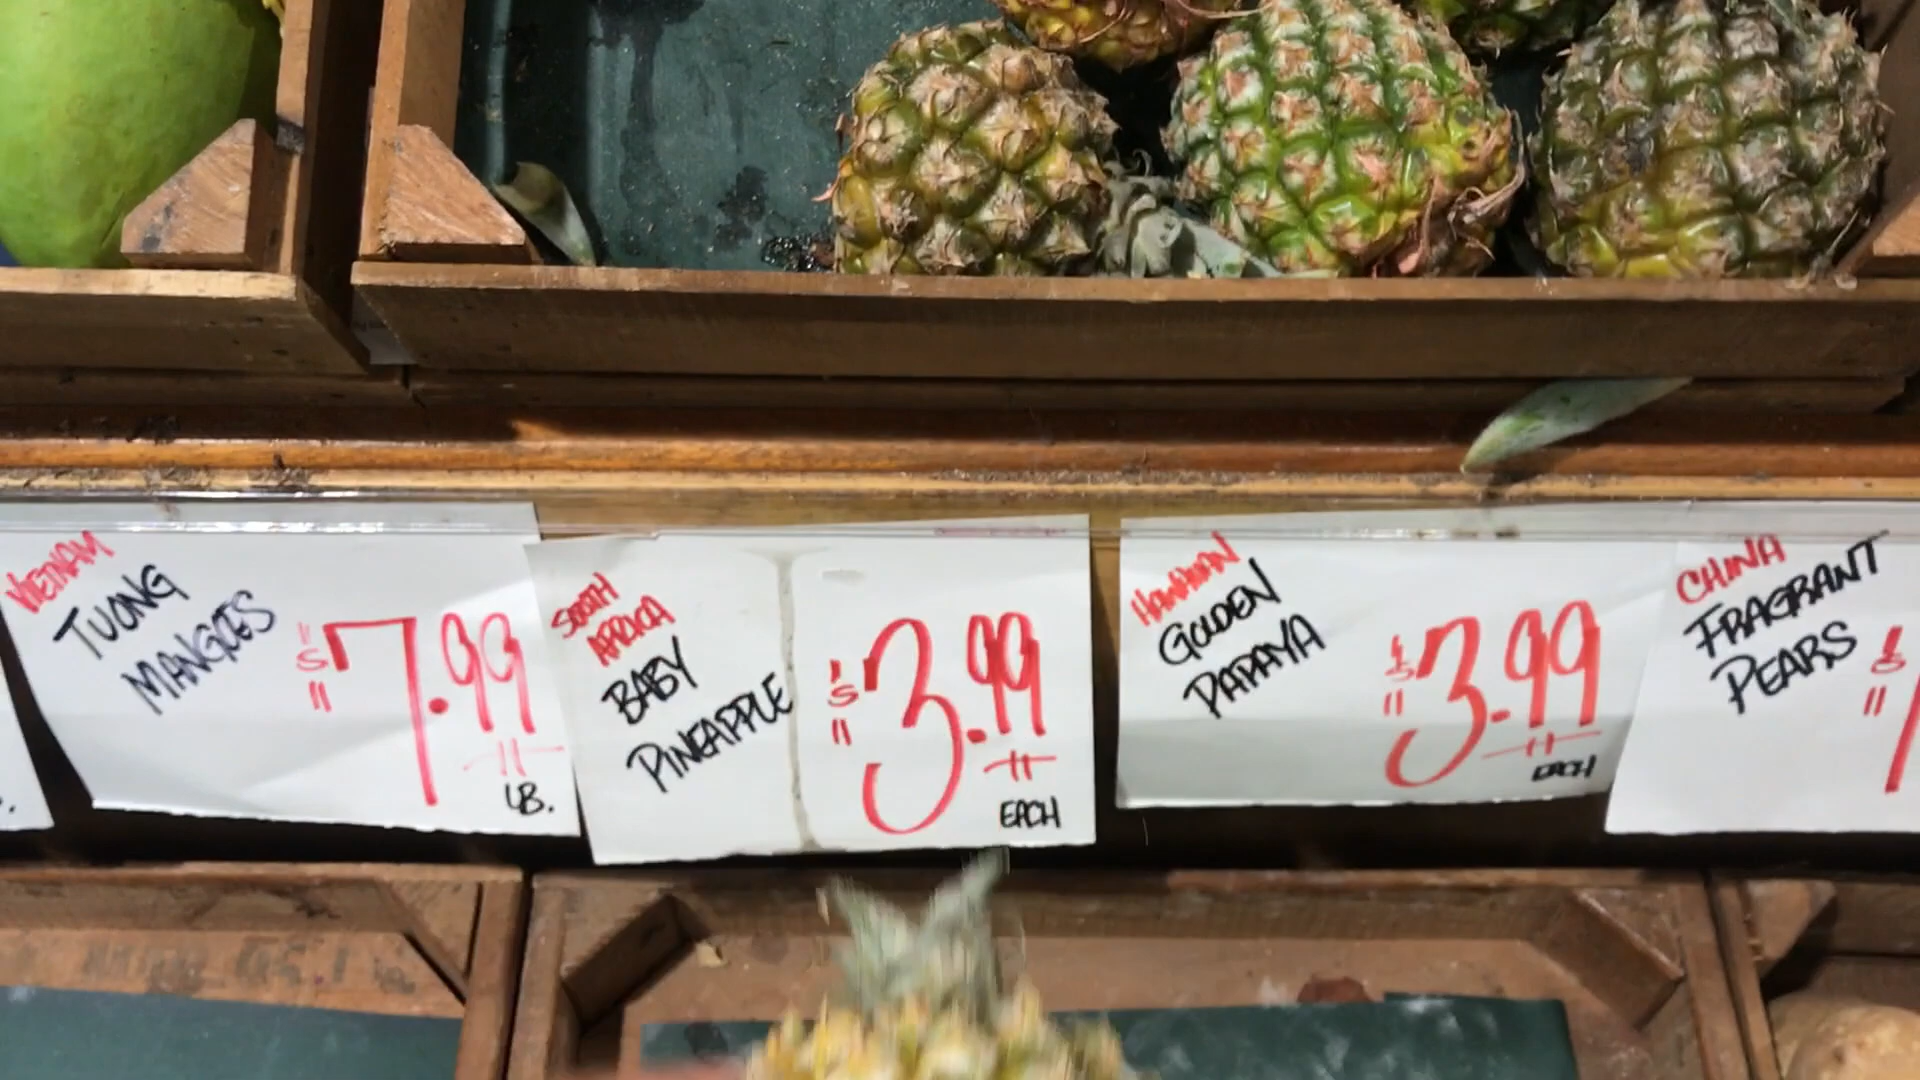 VIETNAM
TUONG
MANGOES
$7.99
LB.
SOUTH
AFRICA
BABY
PINEAPPLE
$3.99
EACH
HAWAIIAN
GOLDEN
PAPAYA
$3.99
EACH
CHINA
FRAGRANT
PEARS
$